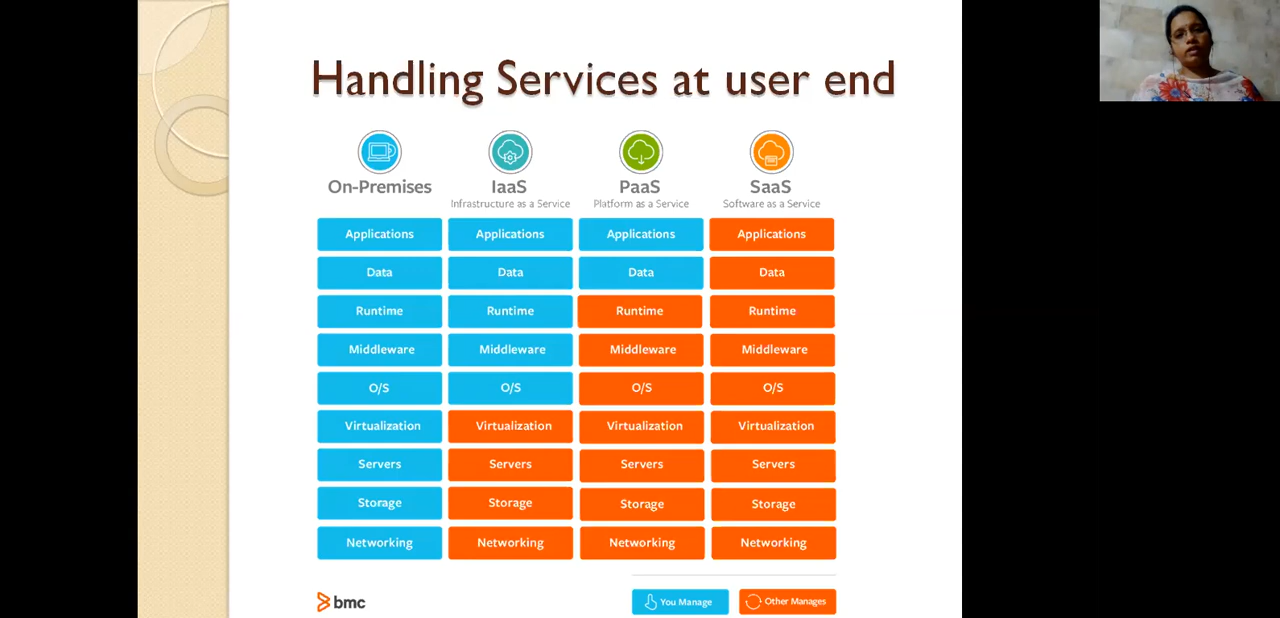 Handling Services at user end
On-Premises IaaS PaaS SaaS
Infrastructure as a Service Platform as a Service Software as a Service
Applications Applications Applications Applications
Data Data Data Data
Runtime Runtime Runtime Runtime
Middleware Middleware Middleware Middleware
O/S O/S O/S O/S
Virtualization Virtualization Virtualization Virtualization
Servers Servers Servers Servers
Storage Storage Storage Storage
Networking Networking Networking Networking
bmc You Manage Other Manages